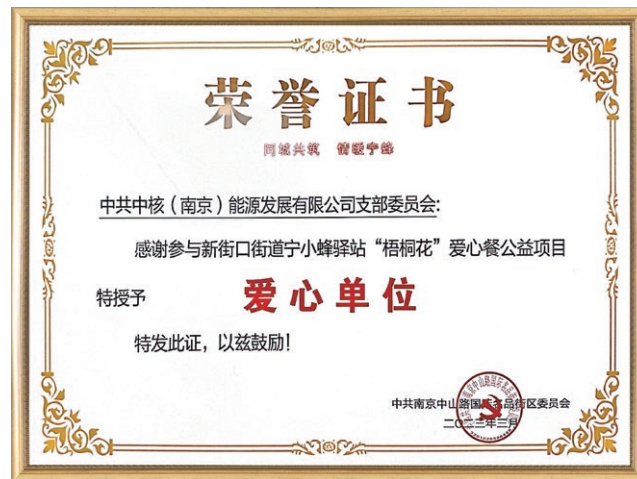 荣誉证书
同城共筑 情暖宁蜂
中共中核（南京）能源发展有限公司支部委员会:
感谢参与新街口街道宁小蜂驿站“梧桐花”爱心餐公益项目
特授予 爱心单位
特发此证，以兹鼓励！
中共南京中山路国际名品街区委员会
二〇二三年三月